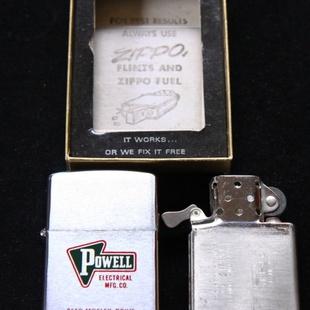 FOR BEST RESULTS
ALWAYS USE
ZIPPO
FLINTS AND
ZIPPO FUEL
IT WORKS...
OR WE FIX IT FREE
POWELL
ELECTRICAL
MFG. CO.